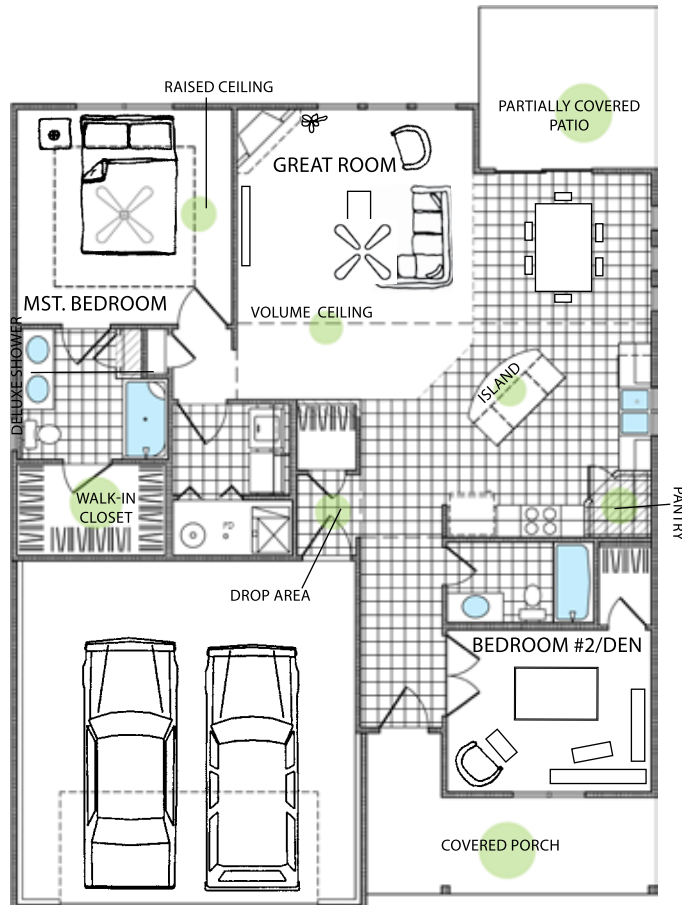 RAISED CEILING
PARTIALLY COVERED
PATIO
GREAT ROOM
MST. BEDROOM
VOLUME CEILING
DELUXE SHOWER
ISLAND
WALK-IN
CLOSET
PANTRY
FD
DROP AREA
BEDROOM #2/DEN
COVERED PORCH